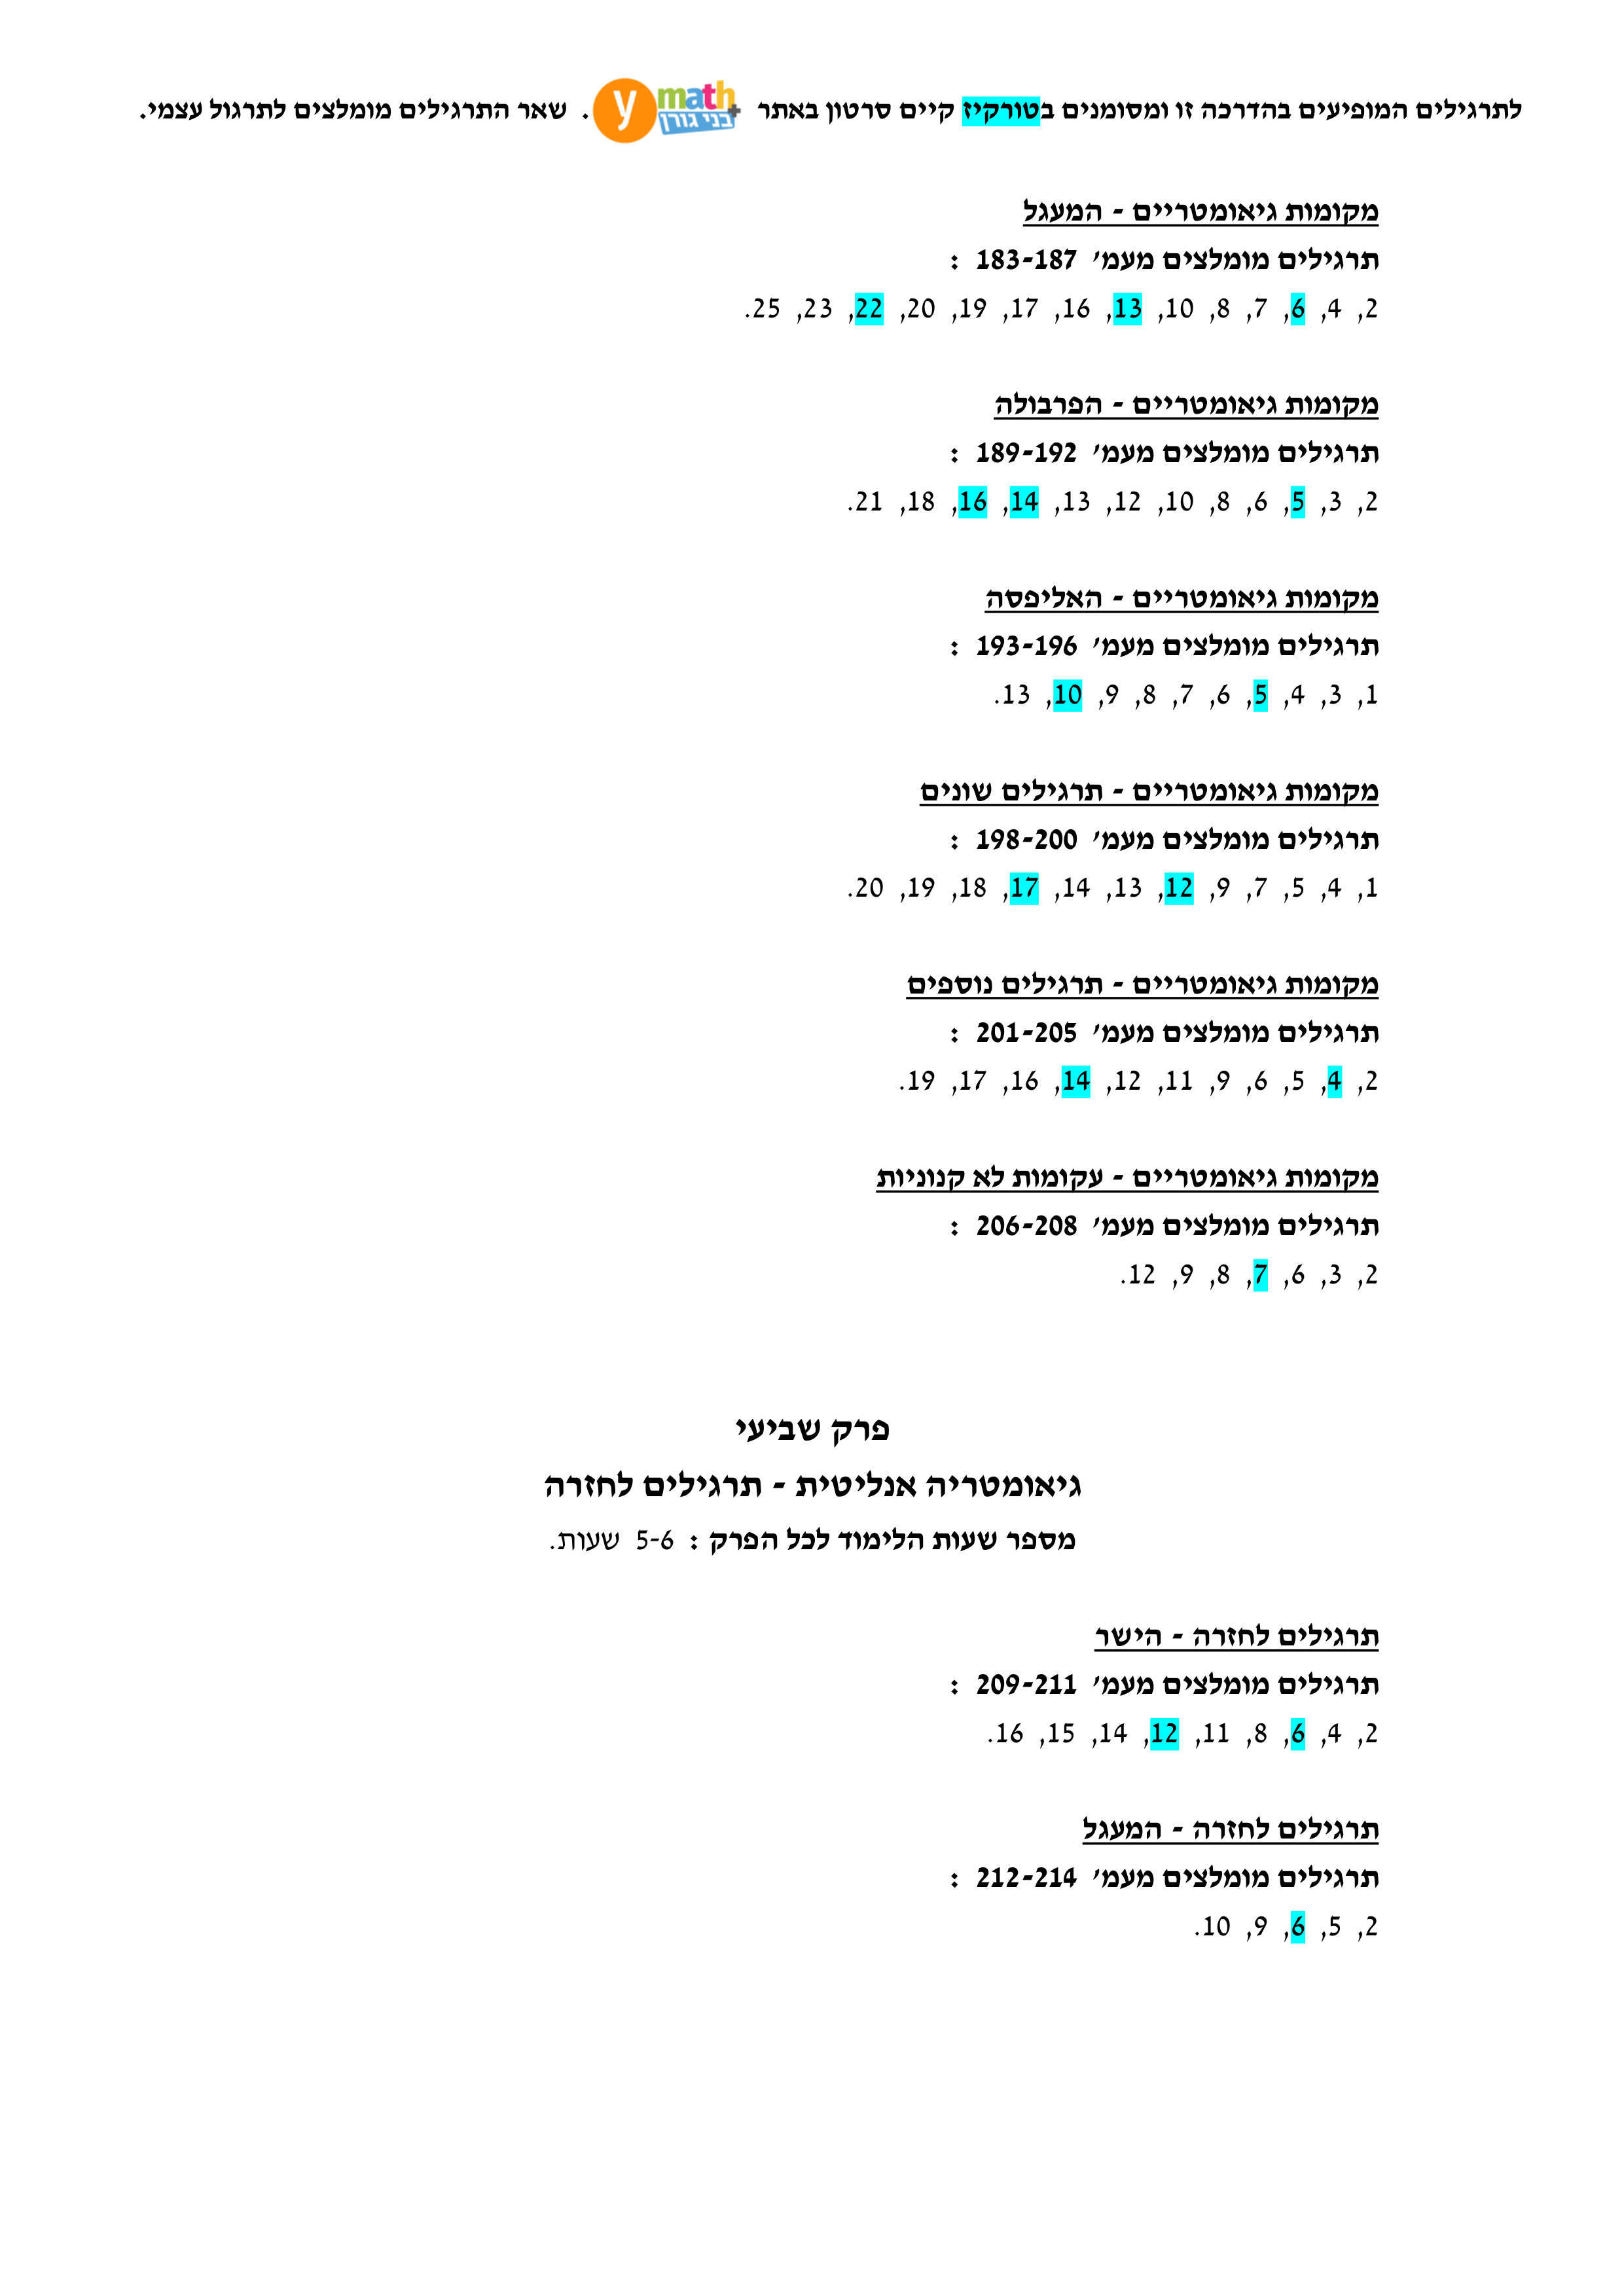 לתרגילים המופיעים בהדרכה זו ומסומנים בטורקיז קיים סרטון באתר y math+ בני גורן . שאר התרגילים מומלצים לתרגול עצמי.
מקומות גיאומטריים - המעגל
תרגילים מומלצים מעמ' 183-187 :
2, 4, 6, 7, 8, 10, 13, 16, 17, 19, 20, 22, 23, 25.
מקומות גיאומטריים - הפרבולה
תרגילים מומלצים מעמ' 189-192 :
2, 3, 5, 6, 8, 10, 12, 13, 14, 16, 18, 21.
מקומות גיאומטריים - האליפסה
תרגילים מומלצים מעמ' 193-196 :
1, 3, 4, 5, 6, 7, 8, 9, 10, 13.
מקומות גיאומטריים - תרגילים שונים
תרגילים מומלצים מעמ' 198-200 :
1, 4, 5, 7, 9, 12, 13, 14, 17, 18, 19, 20.
מקומות גיאומטריים - תרגילים נוספים
תרגילים מומלצים מעמ' 201-205 :
2, 4, 5, 6, 9, 11, 12, 14, 16, 17, 19.
מקומות גיאומטריים - עקומות לא קנוניות
תרגילים מומלצים מעמ' 206-208 :
2, 3, 6, 7, 8, 9, 12.
פרק שביעי
גיאומטריה אנליטית - תרגילים לחזרה
מספר שעות הלימוד לכל הפרק : 5-6 שעות.
תרגילים לחזרה - הישר
תרגילים מומלצים מעמ' 209-211 :
2, 4, 6, 8, 11, 12, 14, 15, 16.
תרגילים לחזרה - המעגל
תרגילים מומלצים מעמ' 212-214 :
2, 5, 6, 9, 10.